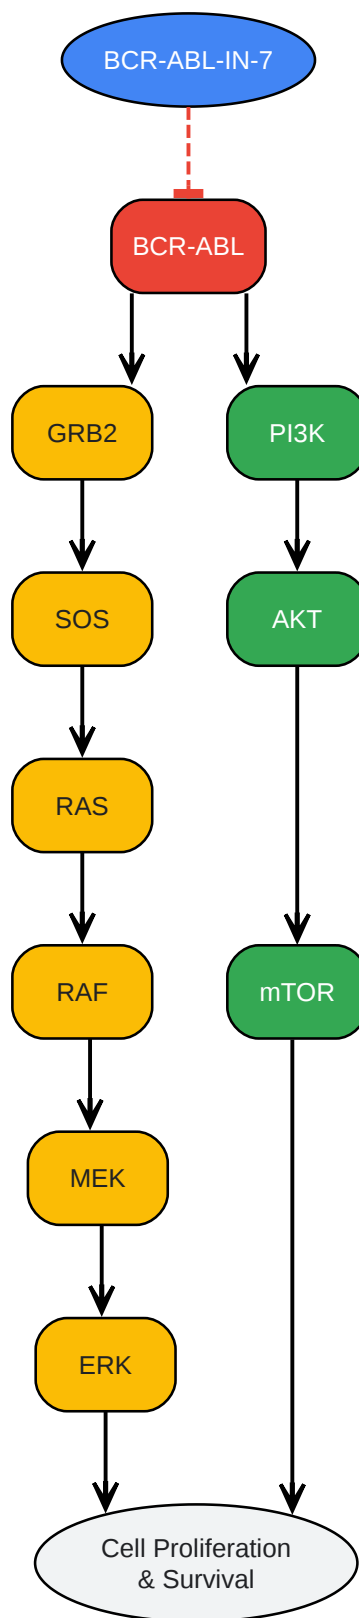 BCR-ABL-IN-7
BCR-ABL
GRB2
PI3K
SOS
AKT
RAS
RAF
mTOR
MEK
ERK
Cell Proliferation
& Survival